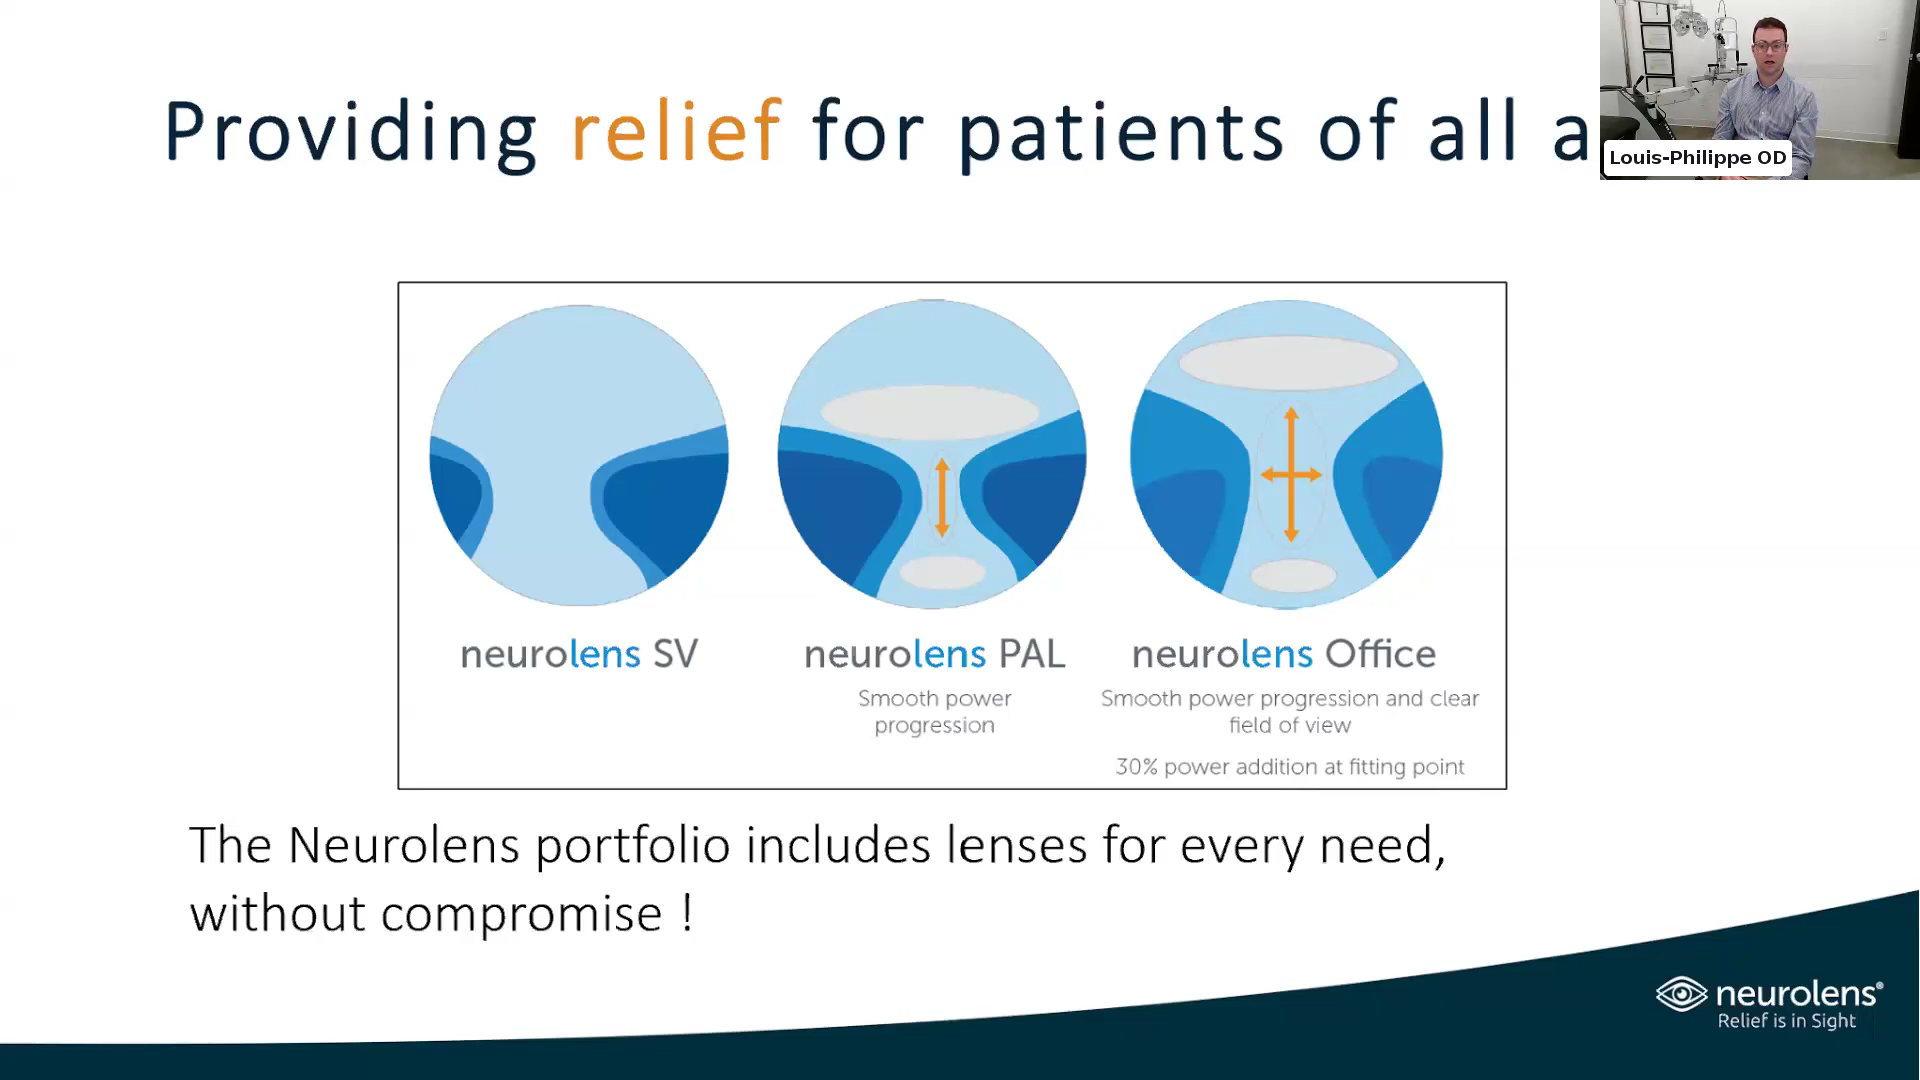 Providing relief for patients of all a
Louis-Philippe OD
neurolens SV
neurolens PAL
Smooth power
progression
neurolens Office
Smooth power progression and clear
field of view
30% power addition at fitting point
The Neurolens portfolio includes lenses for every need,
without compromise !
neurolens®
Relief is in Sight